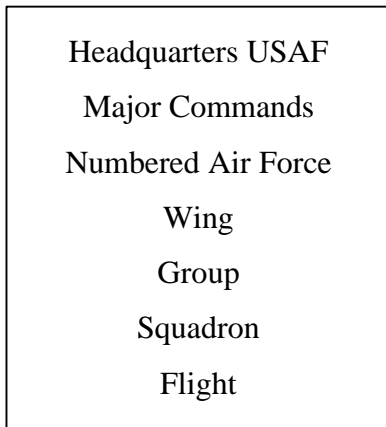 Headquarters USAF
Major Commands
Numbered Air Force
Wing
Group
Squadron
Flight